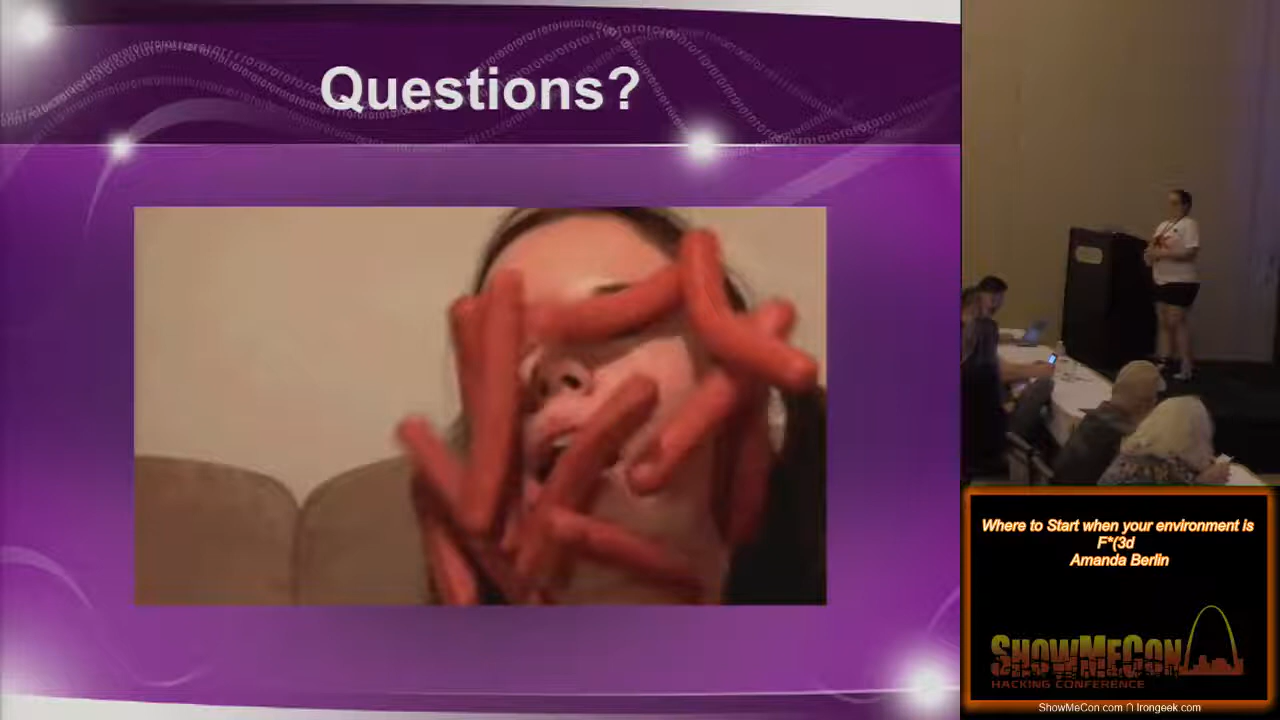 Questions?
Where to Start when your environment is
F*(3d
Amanda Berlin
SHOWMECON
HACKING CONFERENCE
ShowMeCon.com ∩ Irongeek.com